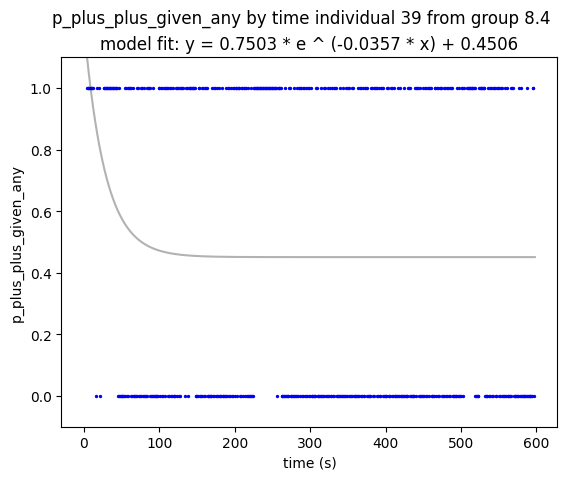 p_plus_plus_given_any by time individual 39 from group 8.4
model fit: y = 0.7503 * e ^ (-0.0357 * x) + 0.4506
p_plus_plus_given_any
1.0
0.8
0.6
0.4
0.2
0.0
0 100 200 300 400 500 600
time (s)